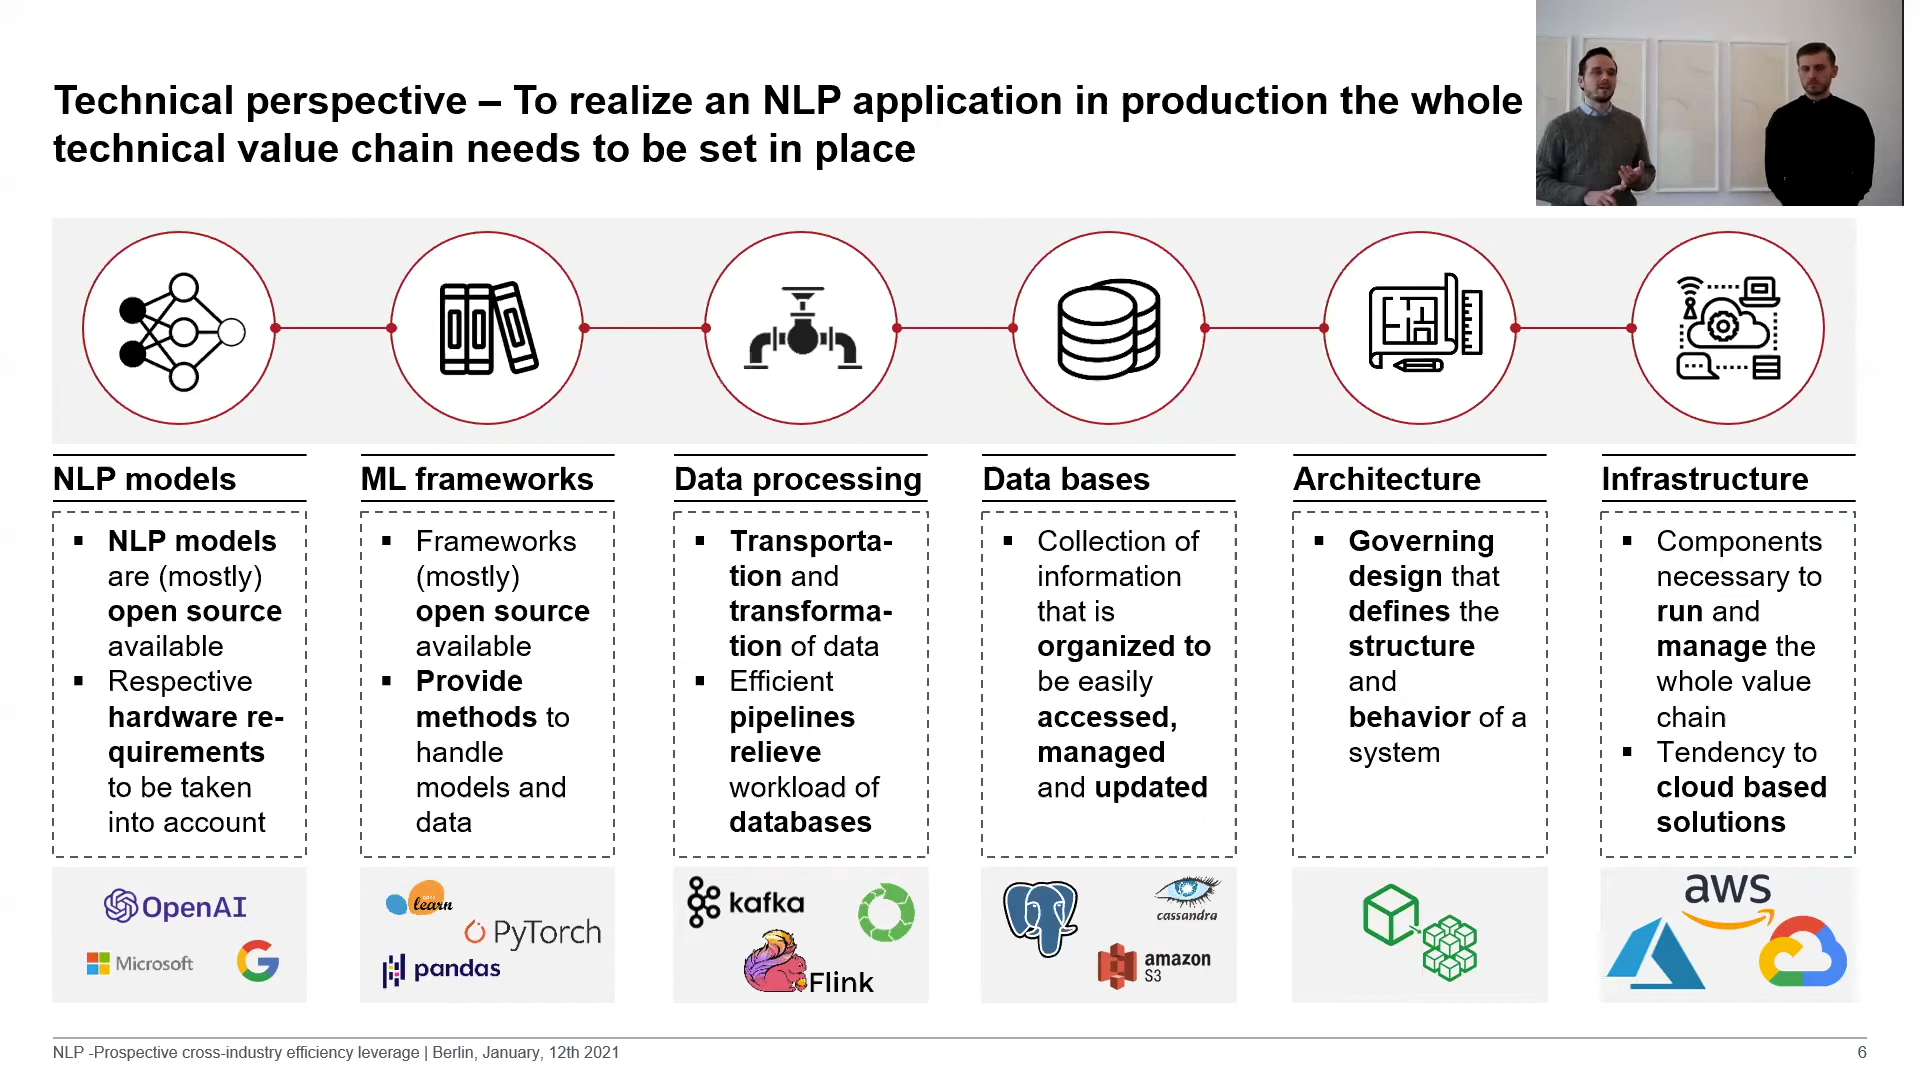 Technical perspective – To realize an NLP application in production the whole
technical value chain needs to be set in place
NLP models
▪ NLP models
are (mostly)
open source
available
▪ Respective
hardware re-
quirements
to be taken
into account
OpenAI
Microsoft
ML frameworks
▪ Frameworks
(mostly)
open source
available
▪ Provide
methods to
handle
models and
data
learn
PyTorch
pandas
Data processing
▪ Transporta-
tion and
transforma-
tion of data
▪ Efficient
pipelines
relieve
workload of
databases
kafka
Flink
Data bases
▪ Collection of
information
that is
organized to
be easily
accessed,
managed
and updated
cassandra
amazon
S3
Architecture
▪ Governing
design that
defines the
structure
and
behavior of a
system
Infrastructure
▪ Components
necessary to
run and
manage the
whole value
chain
▪ Tendency to
cloud based
solutions
aws
NLP -Prospective cross-industry efficiency leverage | Berlin, January, 12th 2021
6